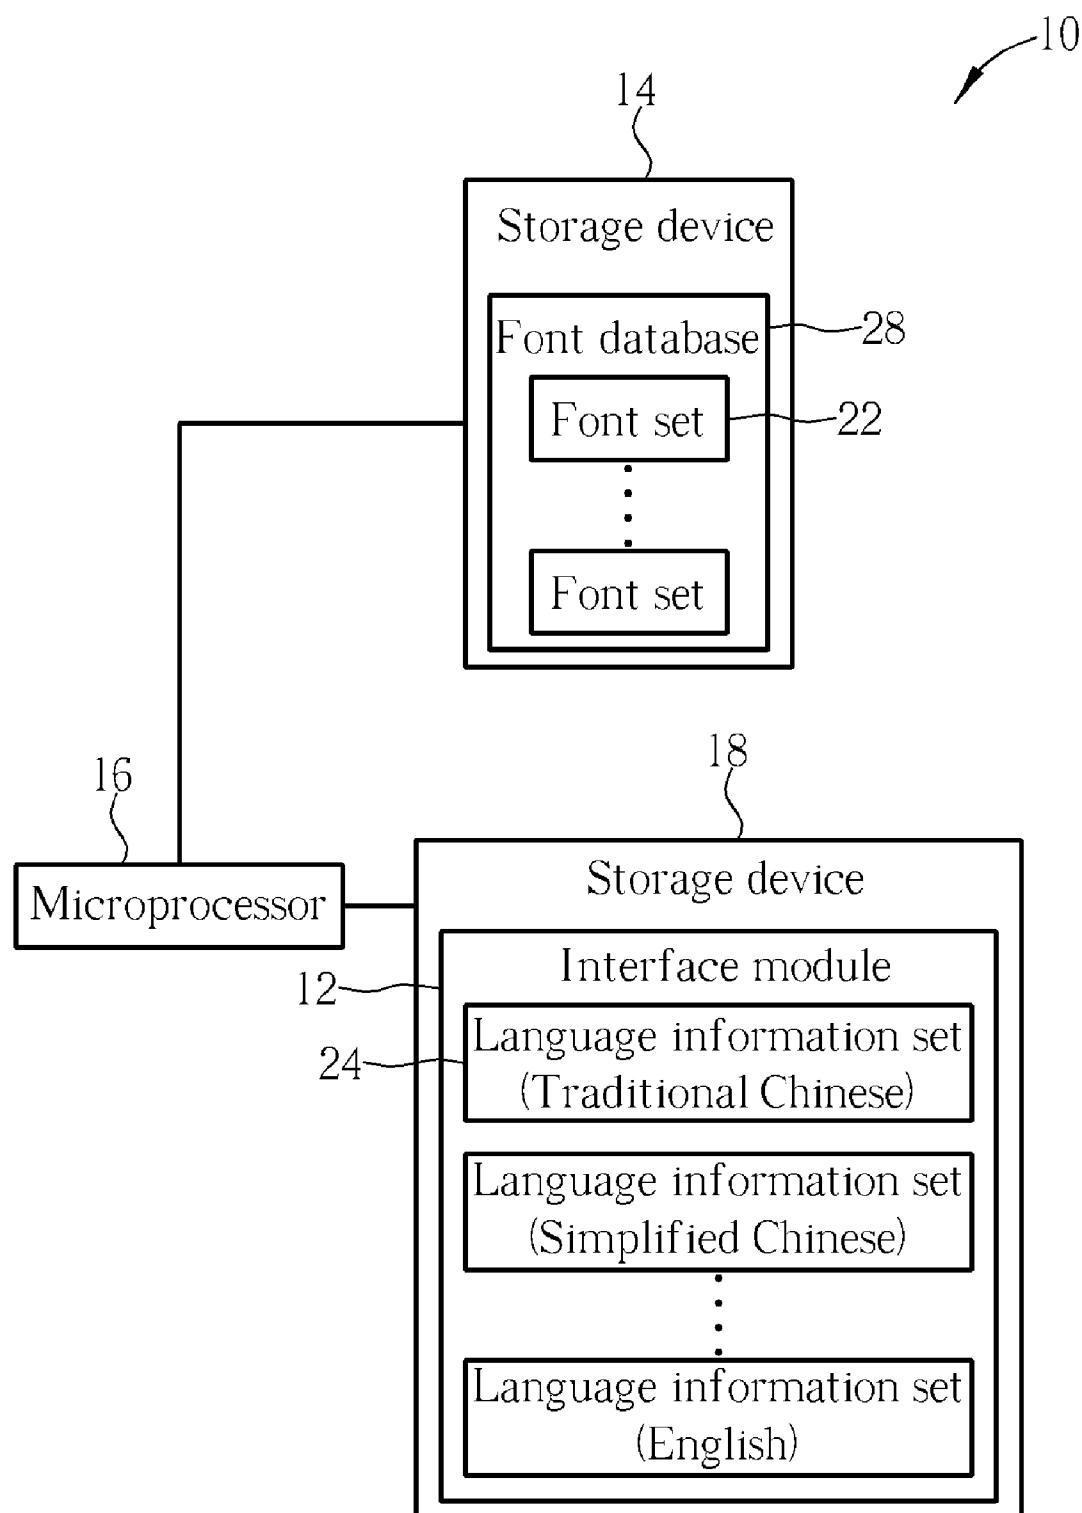 10
14
Storage device
Font database
28
Font set
22
Font set
16
Microprocessor
18
Storage device
Interface module
12
Language information set
(Traditional Chinese)
24
Language information set
(Simplified Chinese)
Language information set
(English)